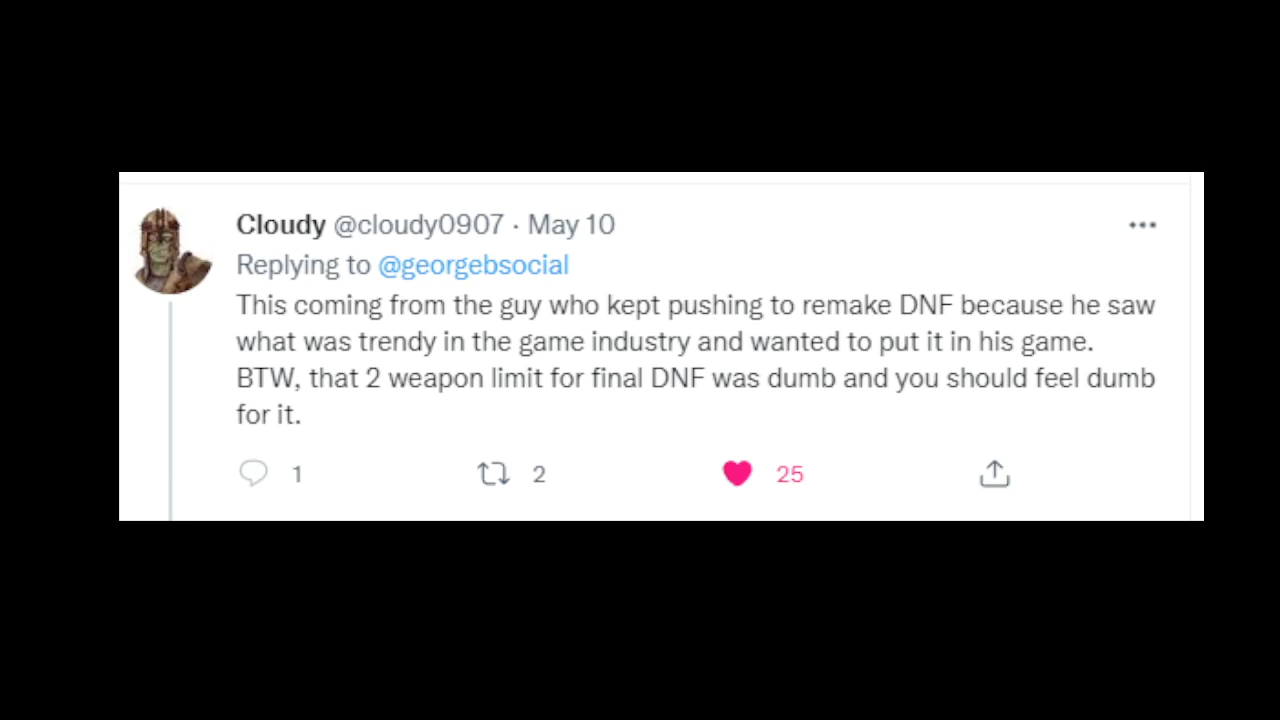 Cloudy @cloudy0907 · May 10
Replying to @georgebsocial
This coming from the guy who kept pushing to remake DNF because he saw
what was trendy in the game industry and wanted to put it in his game.
BTW, that 2 weapon limit for final DNF was dumb and you should feel dumb
for it.
1 2 25